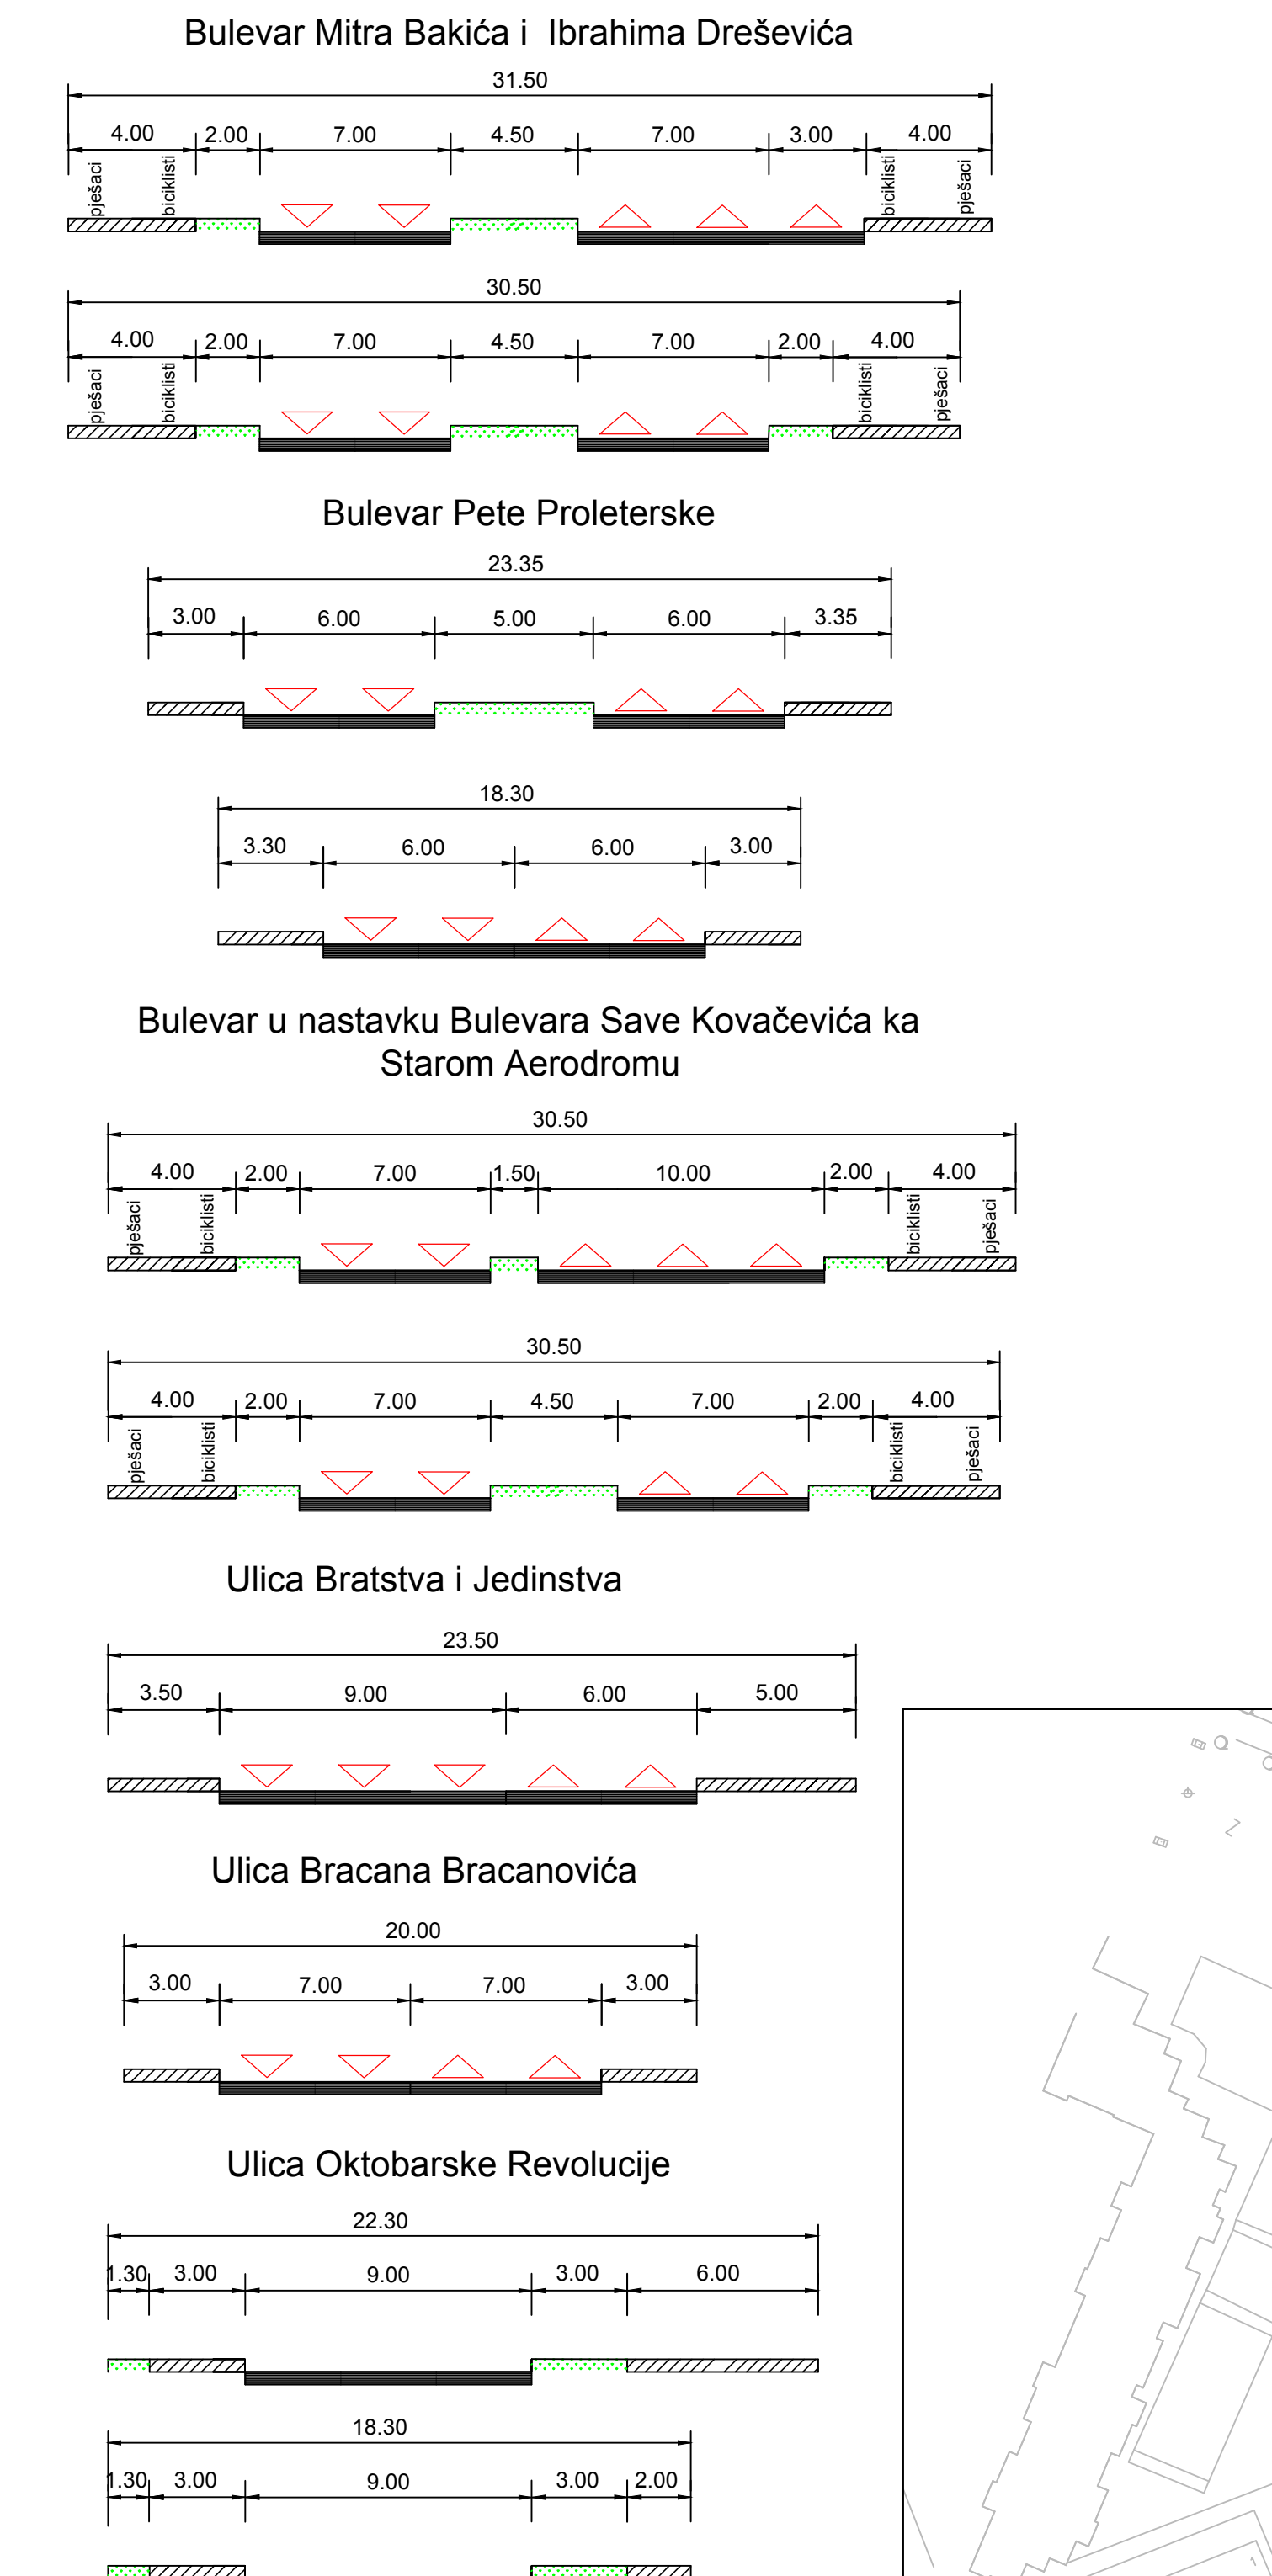 Bulevar Mitra Bakića i  Ibrahima Dreševića
31.50
4.00 2.00 7.00 4.50 7.00 3.00 4.00
pješaci biciklisti biciklisti pješaci
30.50
4.00 2.00 7.00 4.50 7.00 2.00 4.00
pješaci biciklisti biciklisti pješaci
Bulevar Pete Proleterske
23.35
3.00 6.00 5.00 6.00 3.35
18.30
3.30 6.00 6.00 3.00
Bulevar u nastavku Bulevara Save Kovačevića ka
Starom Aerodromu
30.50
4.00 2.00 7.00 1.50 10.00 2.00 4.00
pješaci biciklisti biciklisti pješaci
30.50
4.00 2.00 7.00 4.50 7.00 2.00 4.00
pješaci biciklisti biciklisti pješaci
Ulica Bratstva i Jedinstva
23.50
3.50 9.00 6.00 5.00
Ulica Bracana Bracanovića
20.00
3.00 7.00 7.00 3.00
Ulica Oktobarske Revolucije
22.30
1.30 3.00 9.00 3.00 6.00
18.30
1.30 3.00 9.00 3.00 2.00